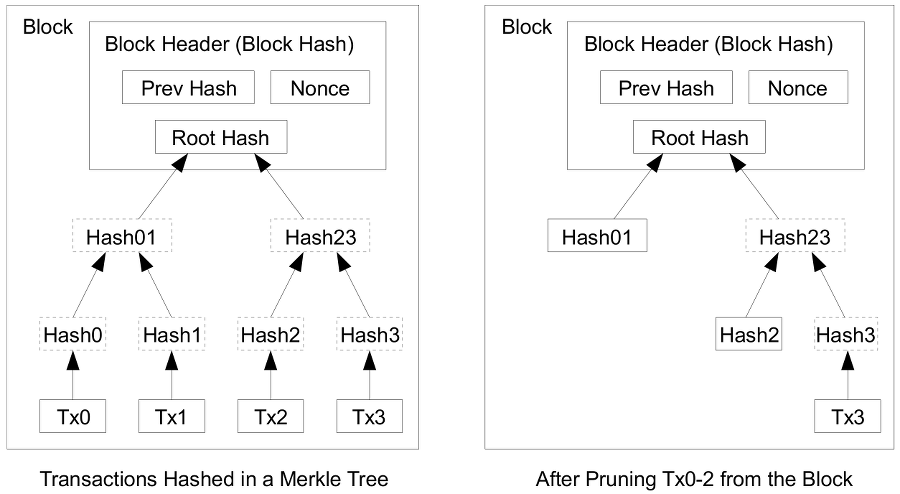 Block
Block Header (Block Hash)
Prev Hash
Nonce
Root Hash
Hash01
Hash23
Hash0
Hash1
Hash2
Hash3
Tx0
Tx1
Tx2
Tx3
Transactions Hashed in a Merkle Tree
Block
Block Header (Block Hash)
Prev Hash
Nonce
Root Hash
Hash01
Hash23
Hash2
Hash3
Tx3
After Pruning Tx0-2 from the Block